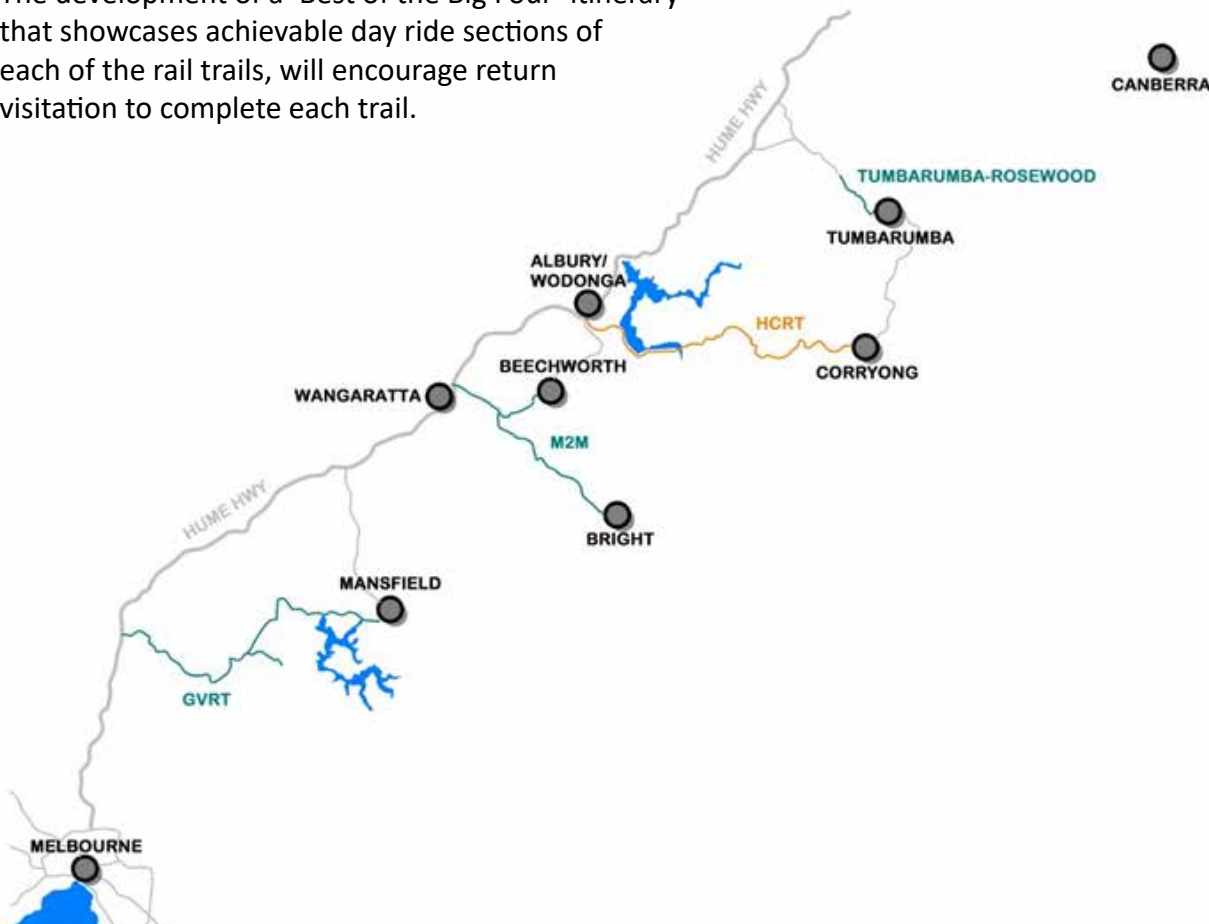 The development of a "Best of the Big Four" itinerary
that showcases achievable day ride sections of
each of the rail trails, will encourage return
visitation to complete each trail.
CANBERRA
HUME HWY
TUMBARUMBA-ROSEWOOD
TUMBARUMBA
ALBURY/
WODONGA
HCRT
CORRYONG
BEECHWORTH
WANGARATTA
M2M
BRIGHT
HUME HWY
MANSFIELD
GVRT
MELBOURNE